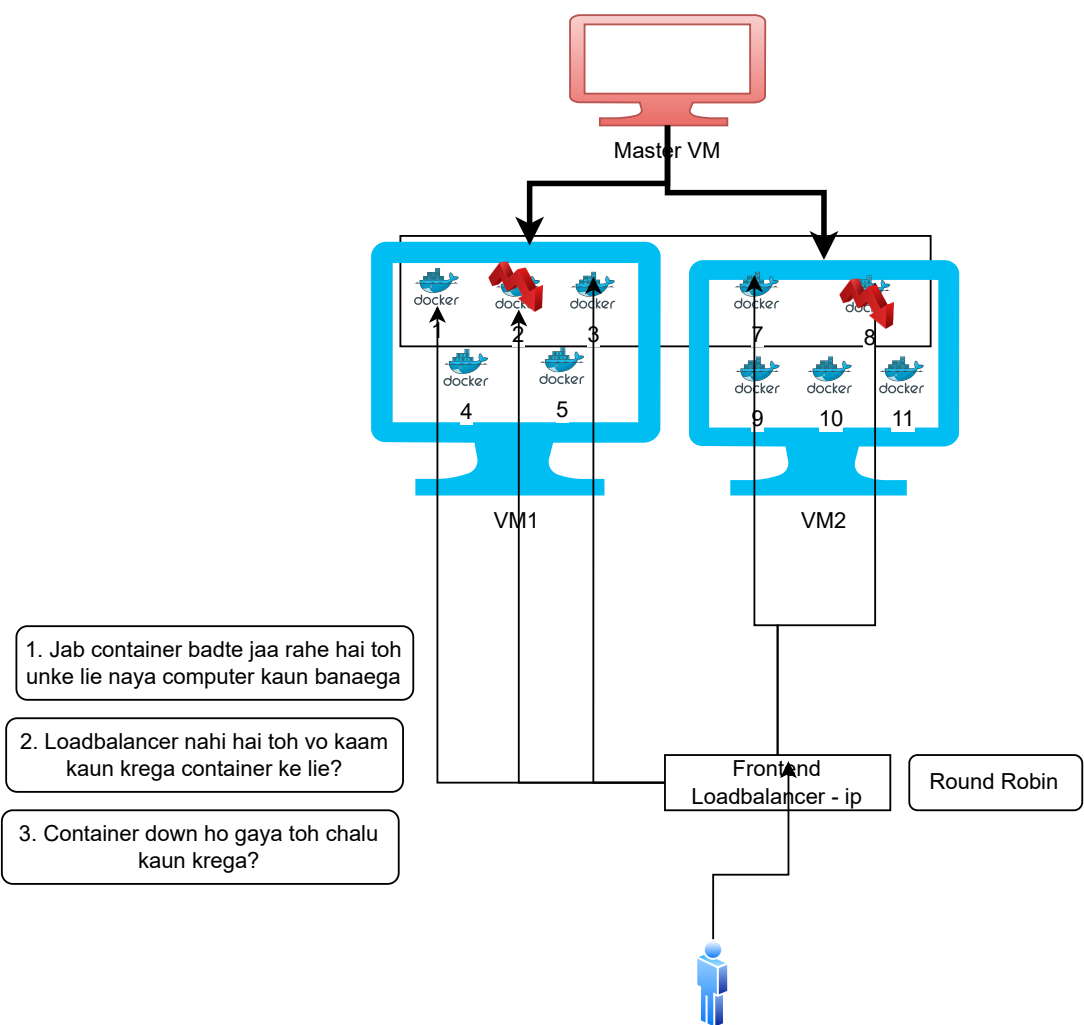 Master VM
docker
docker
docker
docker
docker
1
2
3
7
8
docker
docker
docker
docker
docker
4
5
9
10
11
VM1
VM2
1. Jab container badte jaa rahe hai toh
unke lie naya computer kaun banaega
2. Loadbalancer nahi hai toh vo kaam
kaun krega container ke lie?
3. Container down ho gaya toh chalu
kaun krega?
Frontend
Loadbalancer - ip
Round Robin